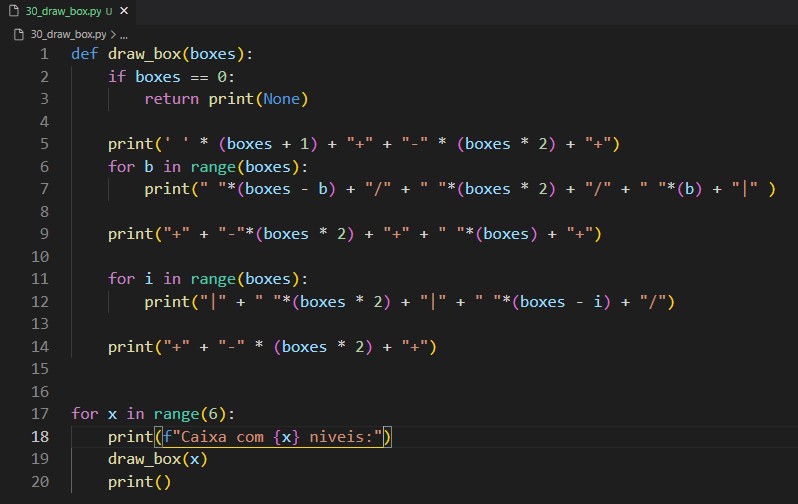 30_draw_box.py U ×
30_draw_box.py > ...
1 def draw_box(boxes):
2     if boxes == 0:
3         return print(None)
4
5     print(' ' * (boxes + 1) + "+" + "-" * (boxes * 2) + "+")
6     for b in range(boxes):
7         print(" "*(boxes - b) + "/" + " "*(boxes * 2) + "/" + " "*(b) + "|" )
8
9     print("+" + "-"*(boxes * 2) + "+" + " "*(boxes) + "+")
10
11     for i in range(boxes):
12         print("|" + " "*(boxes * 2) + "|" + " "*(boxes - i) + "/")
13
14     print("+" + "-" * (boxes * 2) + "+")
15
16
17 for x in range(6):
18     print(f"Caixa com {x} niveis:")
19     draw_box(x)
20     print()